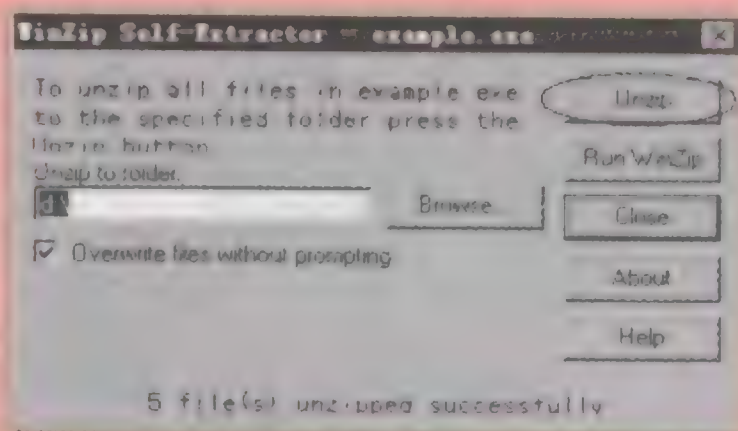 WinZip Self-Extractor - example.exe
To unzip all files in example exe
to the specified folder press the
Unzip button
Unzip to folder:
d:\
Browse...
Overwrite files without prompting
Unzip
Run WinZip
Close
About
Help
5 file(s) unzipped successfully